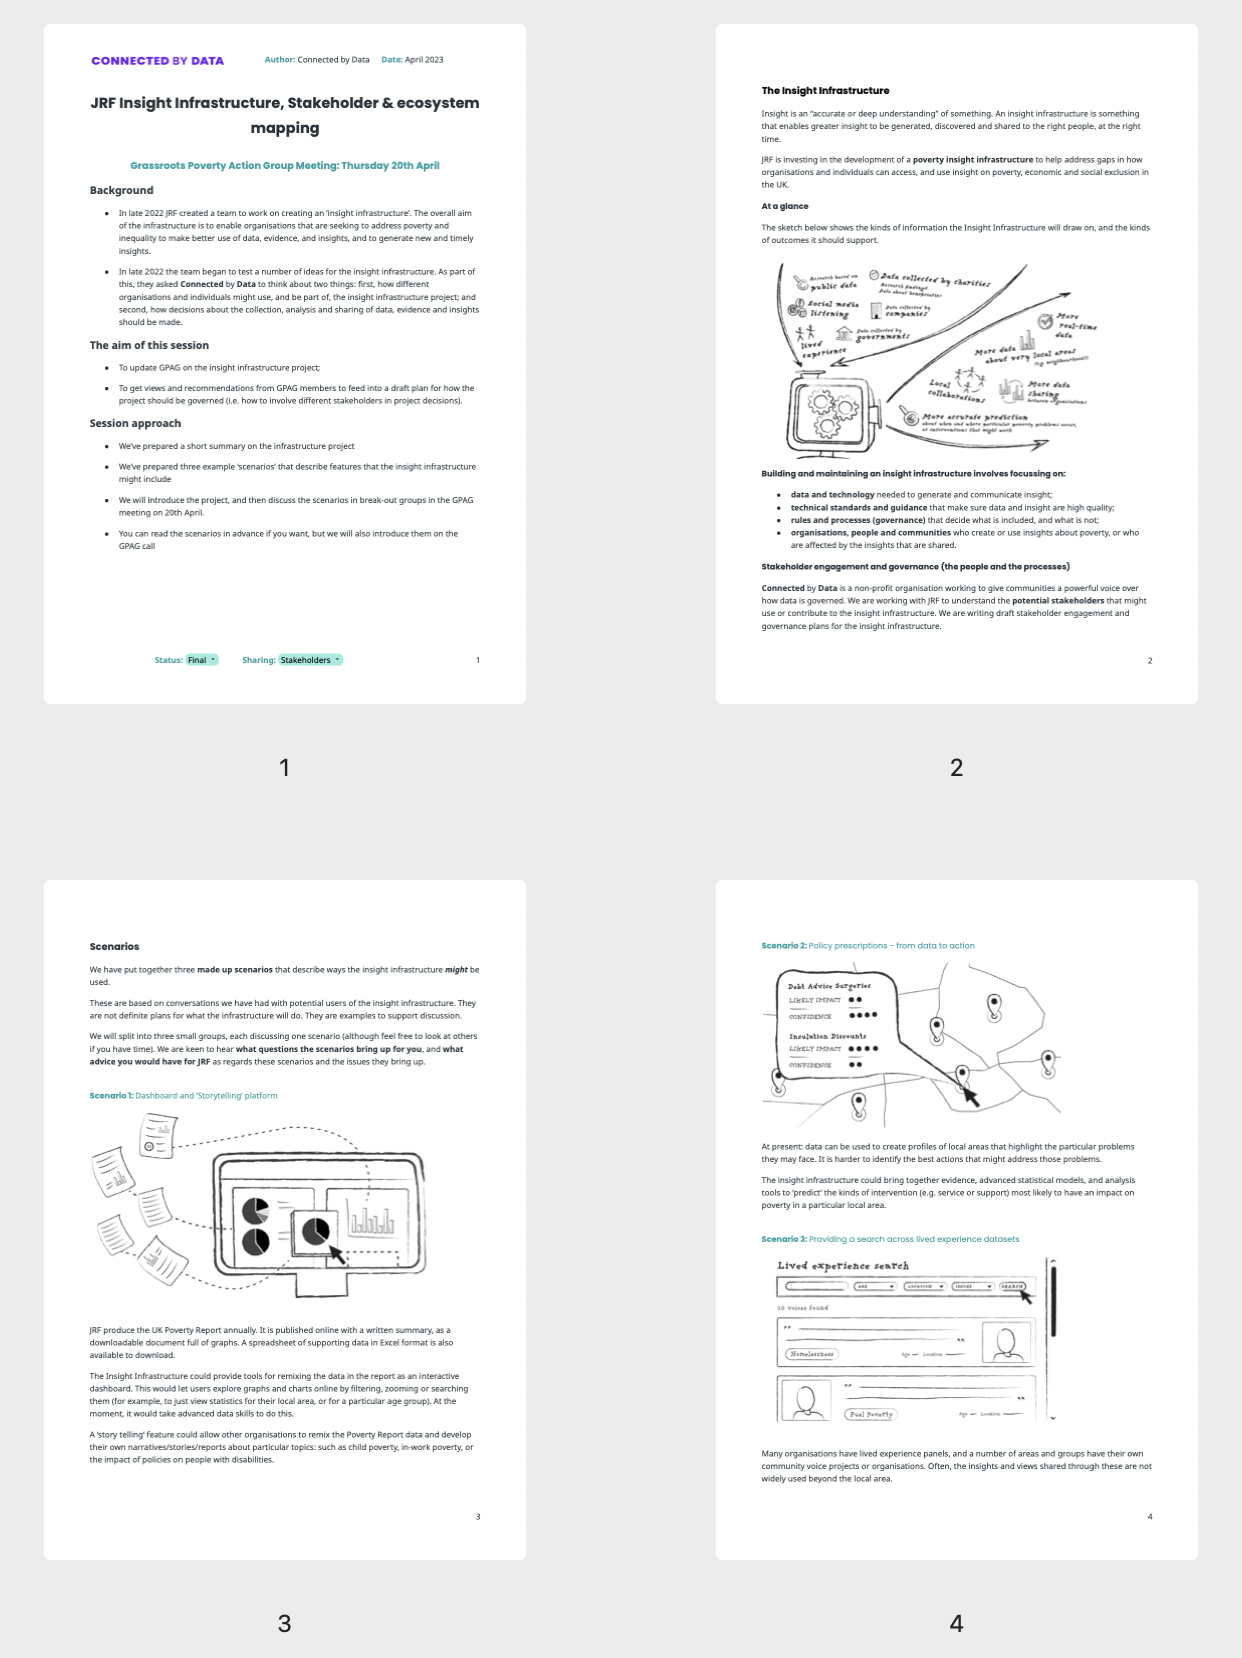 CONNECTED BY DATA
Author: Connected by Data Date: April 2023
JRF Insight Infrastructure, Stakeholder & ecosystem
mapping
Grassroots Poverty Action Group Meeting: Thursday 20th April
Background
● In late 2022 JRF created a team to work on creating an ‘insight infrastructure’. The overall aim
of the infrastructure is to enable organisations that are seeking to address poverty and
inequality to make better use of data, evidence, and insights, and to generate new and timely
insights.
● In late 2022 the team began to test a number of ideas for the insight infrastructure. As part of
this, they asked Connected by Data to think about two things: first, how different
organisations and individuals might use, and be part of, the insight infrastructure project; and
second, how decisions about the collection, analysis and sharing of data, evidence and insights
should be made.
The aim of this session
● To update GPAG on the insight infrastructure project;
● To get views and recommendations from GPAG members to feed into a draft plan for how the
project should be governed (i.e. how to involve different stakeholders in project decisions).
Session approach
● We’ve prepared a short summary on the infrastructure project
● We’ve prepared three example ‘scenarios’ that describe features that the insight infrastructure
might include
● We will introduce the project, and then discuss the scenarios in break-out groups in the GPAG
meeting on 20th April.
● You can read the scenarios in advance if you want, but we will also introduce them on the
GPAG call
Status: Final Sharing: Stakeholders 1
1
The Insight Infrastructure
Insight is an “accurate or deep understanding” of something. An insight infrastructure is something
that enables greater insight to be generated, discovered and shared to the right people, at the right
time.
JRF is investing in the development of a poverty insight infrastructure to help address gaps in how
organisations and individuals can access, and use insight on poverty, economic and social exclusion in
the UK.
At a glance
The sketch below shows the kinds of information the Insight Infrastructure will draw on, and the kinds
of outcomes it should support.
Research based on
public data
Data collected by charities
Research findings
Data about beneficiaries
Social media
listening
Data collected by
companies
lived
experience
Data collected by
governments
More
real-time
data
More data
about very local areas
(eg neighbourhoods)
Local
collaborations
More data
sharing
between organisations
More accurate prediction
about when and where particular poverty problems occur,
or interventions that might work
Building and maintaining an insight infrastructure involves focussing on:
● data and technology needed to generate and communicate insight;
● technical standards and guidance that make sure data and insight are high quality;
● rules and processes (governance) that decide what is included, and what is not;
● organisations, people and communities who create or use insights about poverty, or who
are affected by the insights that are shared.
Stakeholder engagement and governance (the people and the processes)
Connected by Data is a non-profit organisation working to give communities a powerful voice over
how data is governed. We are working with JRF to understand the potential stakeholders that might
use or contribute to the insight infrastructure. We are writing draft stakeholder engagement and
governance plans for the insight infrastructure.
2
2
Scenarios
We have put together three made up scenarios that describe ways the insight infrastructure might be
used.
These are based on conversations we have had with potential users of the insight infrastructure. They
are not definite plans for what the infrastructure will do. They are examples to support discussion.
We will split into three small groups, each discussing one scenario (although feel free to look at others
if you have time). We are keen to hear what questions the scenarios bring up for you, and what
advice you would have for JRF as regards these scenarios and the issues they bring up.
Scenario 1: Dashboard and ‘Storytelling’ platform
JRF produce the UK Poverty Report annually. It is published online with a written summary, as a
downloadable document full of graphs. A spreadsheet of supporting data in Excel format is also
available to download.
The Insight Infrastructure could provide tools for remixing the data in the report as an interactive
dashboard. This would let users explore graphs and charts online by filtering, zooming or searching
them (for example, to just view statistics for their local area, or for a particular age group). At the
moment, it would take advanced data skills to do this.
A ‘story telling’ feature could allow other organisations to remix the Poverty Report data and develop
their own narratives/stories/reports about particular topics: such as child poverty, in-work poverty, or
the impact of policies on people with disabilities.
3
3
Scenario 2: Policy prescriptions - from data to action
Debt Advice Surgeries
LIKELY IMPACT ●●
CONFIDENCE ●●●●
Insulation Discounts
LIKELY IMPACT ●●●●
CONFIDENCE ●●
At present: data can be used to create profiles of local areas that highlight the particular problems
they may face. It is harder to identify the best actions that might address those problems.
The insight infrastructure could bring together evidence, advanced statistical models, and analysis
tools to ‘predict’ the kinds of intervention (e.g. service or support) most likely to have an impact on
poverty in a particular local area.
Scenario 3: Providing a search across lived experience datasets
Lived experience search
AGE LOCATION ISSUES SEARCH
10 voices found
"
"
Homelessness Age Location
"
"
Fuel Poverty Age Location
Many organisations have lived experience panels, and a number of areas and groups have their own
community voice projects or organisations. Often, the insights and views shared through these are not
widely used beyond the local area.
4
4